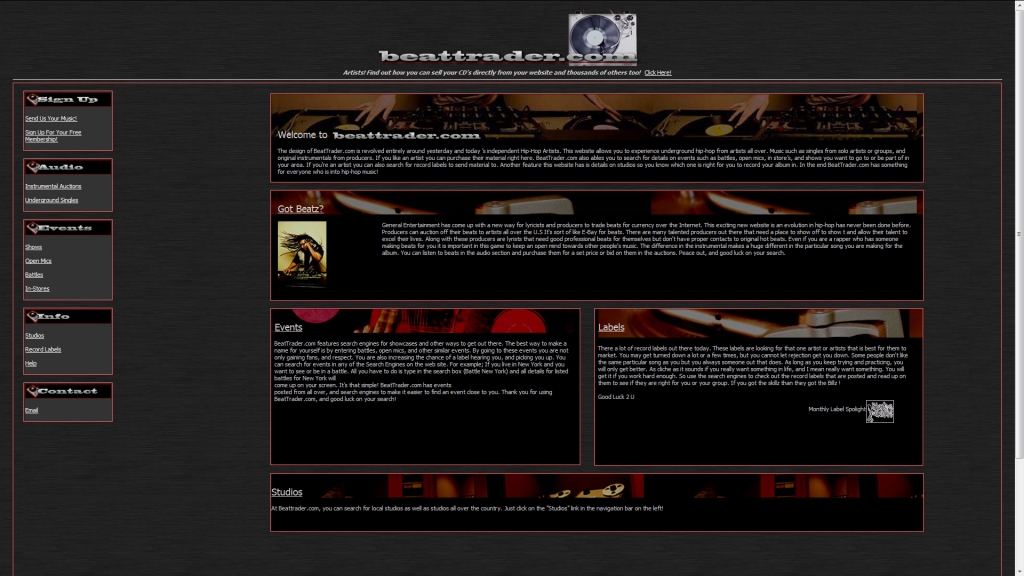 beattrader.com
Artists! Find out how you can sell your CD's directly from your website and thousands of others too! Click Here!
Sign Up
Send Us Your Music!
Sign Up For Your Free
Membership!
Audio
Instrumental Auctions
Underground Singles
Events
Shows
Open Mics
Battles
In-Stores
Info
Studios
Record Labels
Help
Contact
Email
Welcome to beattrader.com
The design of BeatTrader.com is revolved entirely around yesterday and today 's independent Hip-Hop Artists. This website allows you to experience underground hip-hop from artists all over. Music such as singles from solo artists or groups, and
original instrumentals from producers. If you like an artist you can purchase their material right here. BeatTrader.com also ables you to search for details on events such as battles, open mics, in store's, and shows you want to go to or be part of in
your area. If you're an artist you can also search for record labels to send material to. Another feature this website has is details on studios so you know which one is right for you to record your album in. In the end BeatTrader.com has something
for everyone who is into hip-hop music!
Got Beatz?
General Entertainment has come up with a new way for lyricists and producers to trade beats for currency over the Internet. This exciting new website is an evolution in hip-hop has never been done before.
Producers can auction off their beats to artists all over the U.S It's sort of like E-Bay for beats. There are many talented producers out there that need a place to show off to show t and allow their talent to
excel their lives. Along with these producers are lyrists that need good professional beats for themselves but don't have proper contacts to original hot beats. Even if you are a rapper who has someone
making beats for you it is important in this game to keep an open mind towards other people's music. The difference in the instrumental makes a huge different in the particular song you are making for the
album. You can listen to beats in the audio section and purchase them for a set price or bid on them in the auctions. Peace out, and good luck on your search.
Events
BeatTrader.com features search engines for showcases and other ways to get out there. The best way to make a
name for yourself is by entering battles, open mics, and other similar events. By going to these events you are not
only gaining fans, and respect. You are also increasing the chance of a label hearing you, and picking you up. You
can search for events in any of the Search Engines on the web site. For example; If you live in New York and you
want to see or be in a battle. All you have to do is type in the search box (Battle New York) and all details for listed
battles for New York will
come up on your screen. It's that simple! BeatTrader.com has events
posted from all over, and search engines to make it easier to find an event close to you. Thank you for using
BeatTrader.com, and good luck on your search!
Labels
There a lot of record labels out there today. These labels are looking for that one artist or artists that is best for them to
market. You may get turned down a lot or a few times, but you cannot let rejection get you down. Some people don't like
the same particular song as you but you always someone out that does. As long as you keep trying and practicing, you
will only get better. As cliche as it sounds if you really want something in life, and I mean really want something. You will
get it if you work hard enough. So use the search engines to check out the record labels that are posted and read up on
them to see if they are right for you or your group. If you got the skillz than they got the Billz !
Good Luck 2 U
Monthly Label Spolight
Studios
At Beattrader.com, you can search for local studios as well as studios all over the country. Just click on the "Studios" link in the navigation bar on the left!